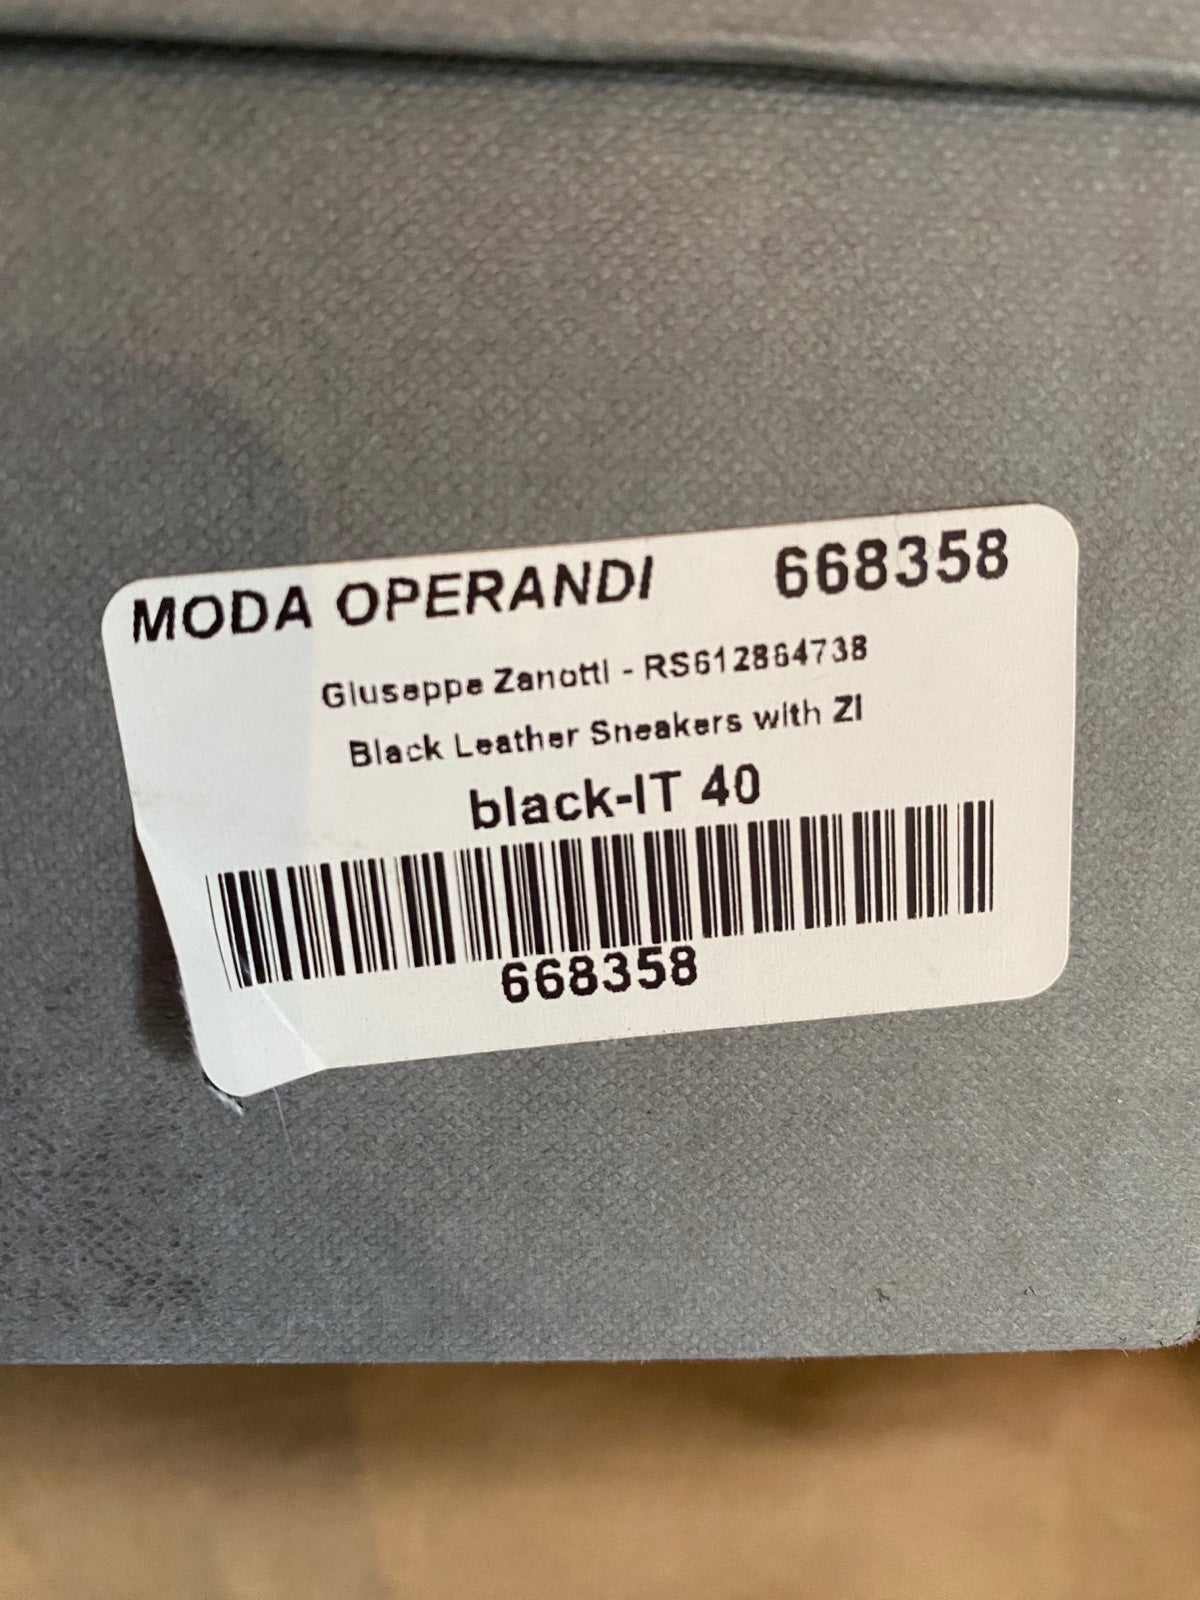 MODA OPERANDI 668358
Giuseppe Zanotti - RS612864738
Black Leather Sneakers with Zi
black-IT 40
668358